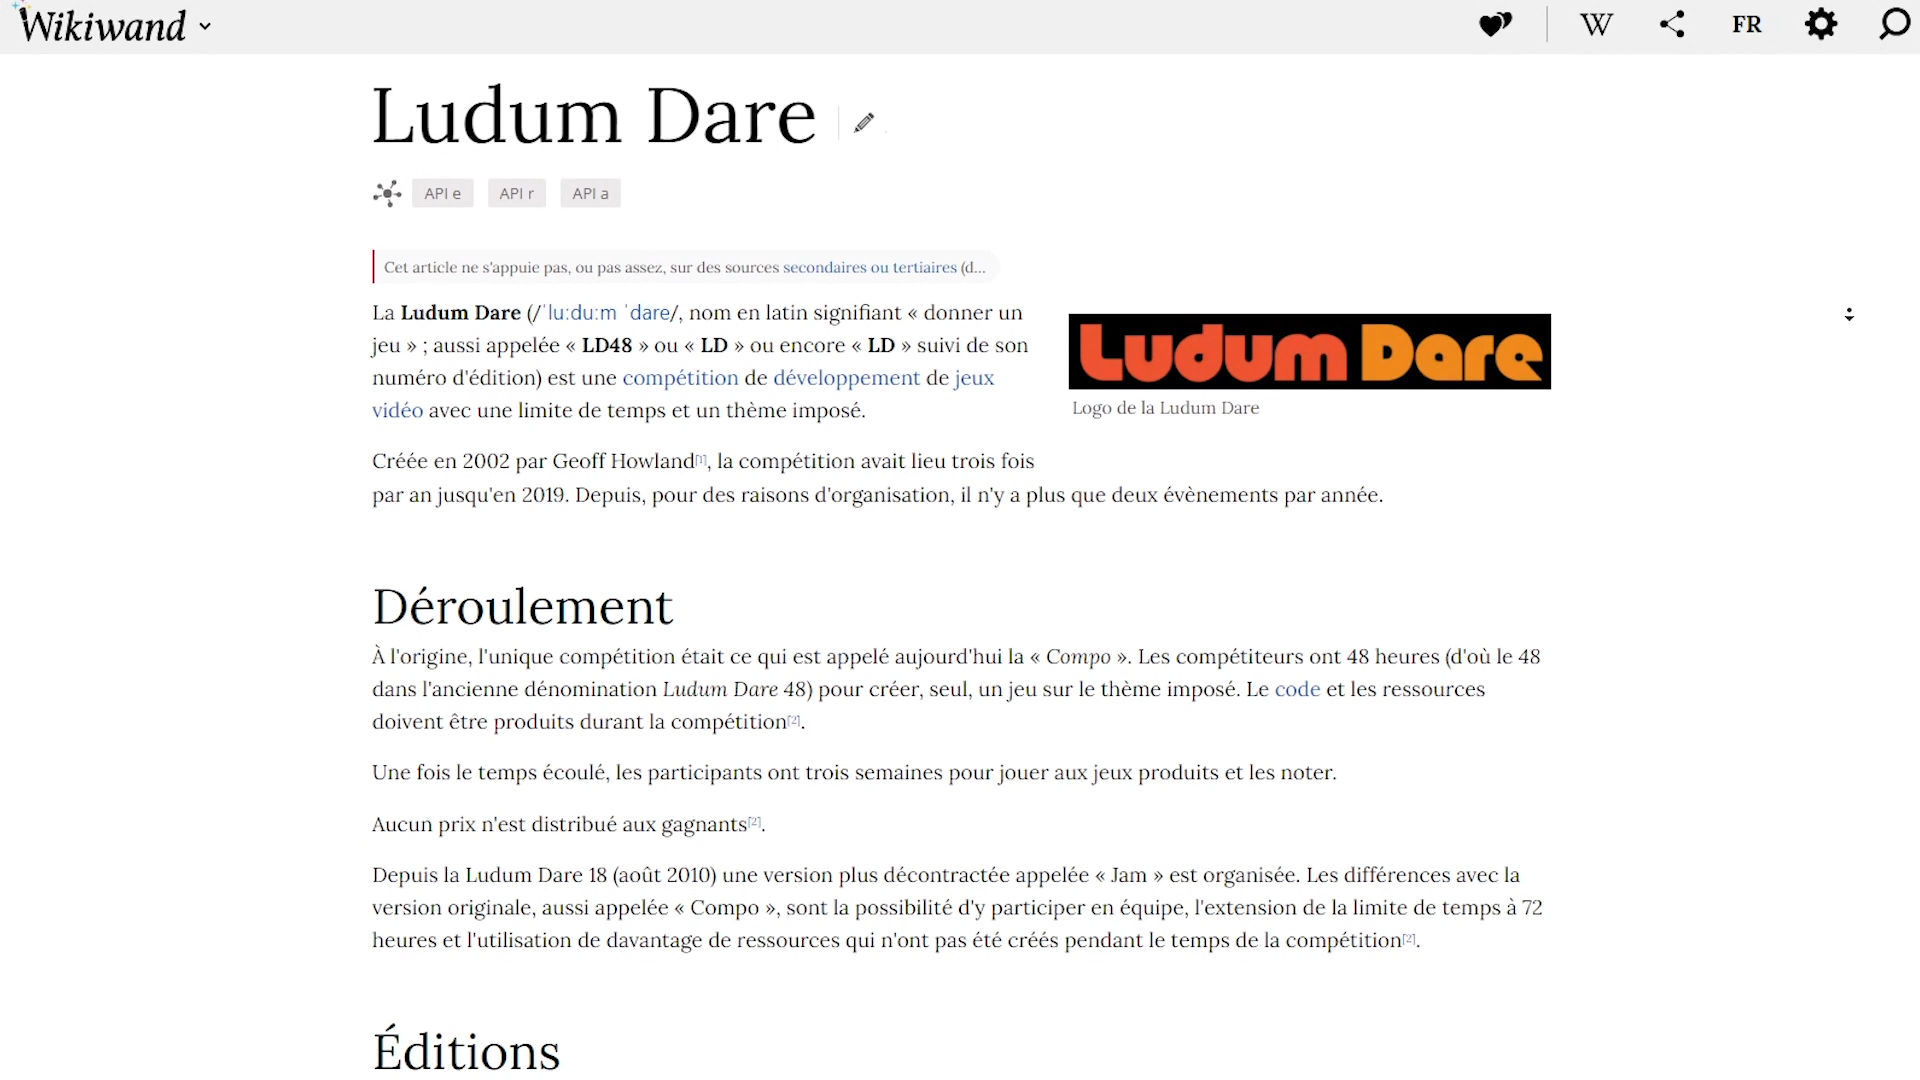 Wikiwand
W
FR
Ludum Dare
API e
API r
API a
Cet article ne s'appuie pas, ou pas assez, sur des sources secondaires ou tertiaires (d...
La Ludum Dare (/ˈluːduːm ˈdare/, nom en latin signifiant « donner un
jeu » ; aussi appelée « LD48 » ou « LD » ou encore « LD » suivi de son
numéro d'édition) est une compétition de développement de jeux
vidéo avec une limite de temps et un thème imposé.
Ludum Dare
Logo de la Ludum Dare
Créée en 2002 par Geoff Howland[1], la compétition avait lieu trois fois
par an jusqu'en 2019. Depuis, pour des raisons d'organisation, il n'y a plus que deux évènements par année.
Déroulement
À l'origine, l'unique compétition était ce qui est appelé aujourd'hui la « Compo ». Les compétiteurs ont 48 heures (d'où le 48
dans l'ancienne dénomination Ludum Dare 48) pour créer, seul, un jeu sur le thème imposé. Le code et les ressources
doivent être produits durant la compétition[2].
Une fois le temps écoulé, les participants ont trois semaines pour jouer aux jeux produits et les noter.
Aucun prix n'est distribué aux gagnants[2].
Depuis la Ludum Dare 18 (août 2010) une version plus décontractée appelée « Jam » est organisée. Les différences avec la
version originale, aussi appelée « Compo », sont la possibilité d'y participer en équipe, l'extension de la limite de temps à 72
heures et l'utilisation de davantage de ressources qui n'ont pas été créés pendant le temps de la compétition[2].
Éditions